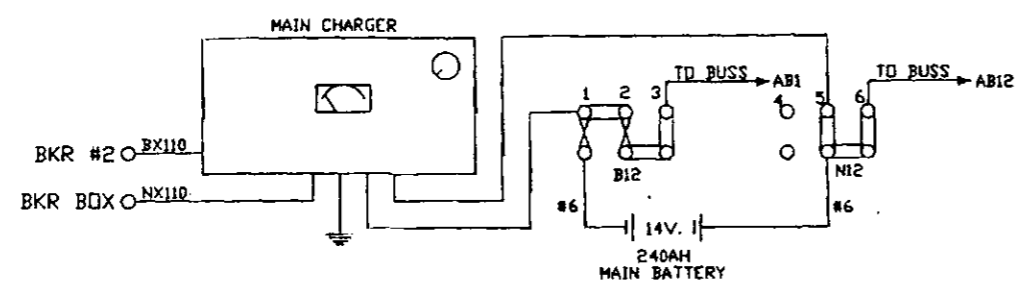 MAIN CHARGER
TO BUSS AB1
TO BUSS AB12
1 2 3 4 5 6
BKR #2 BX110
B12 N12
BKR BOX NX110
#6 #6
14V.
240AH
MAIN BATTERY